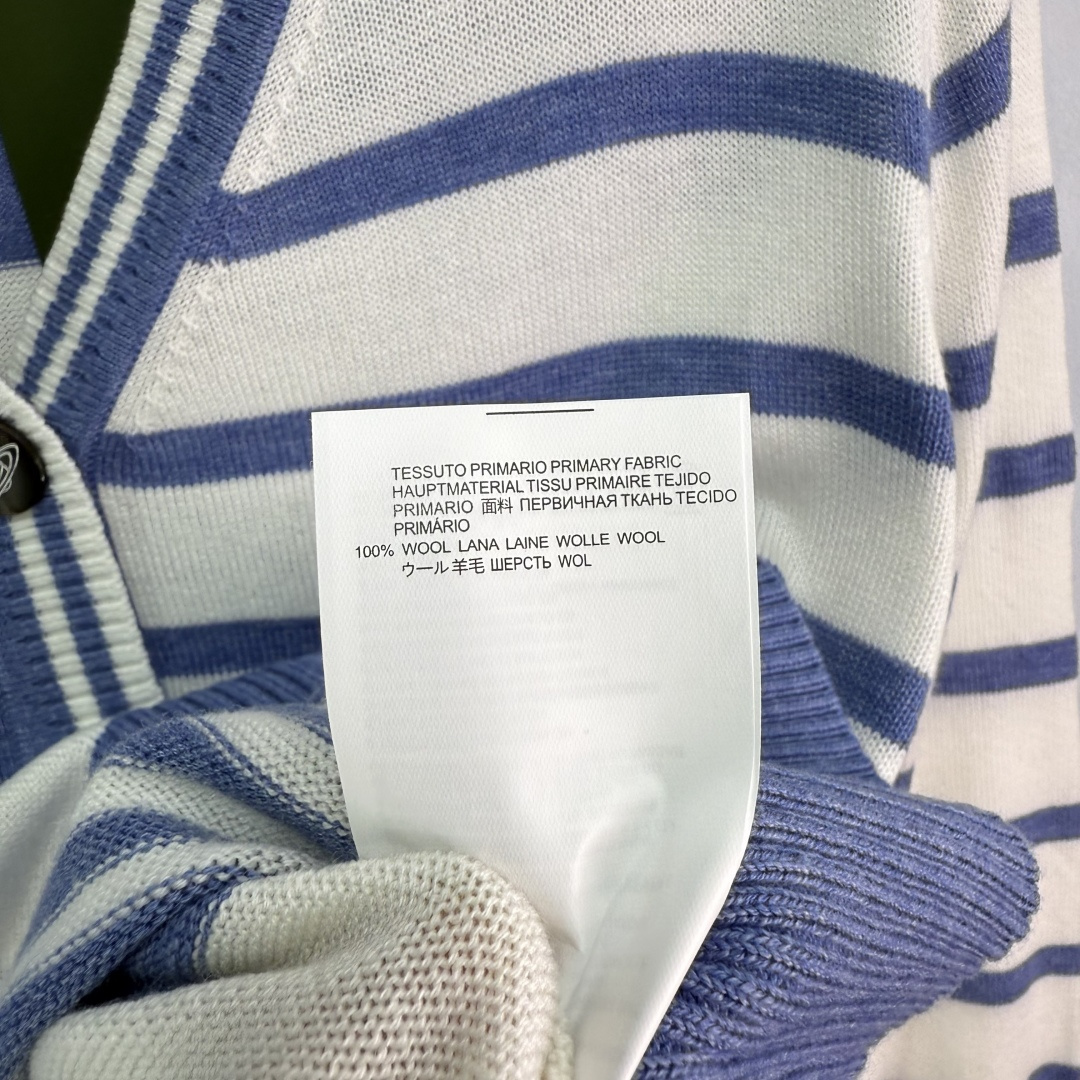 TESSUTO PRIMARIO PRIMARY FABRIC
HAUPTMATERIAL TISSU PRIMAIRE TEJIDO
PRIMARIO 面料 ПЕРВИЧНАЯ ТКАНЬ TECIDO
PRIMÁRIO
100% WOOL LANA LAINE WOLLE WOOL
ウール 羊毛 ШЕРСТЬ WOL